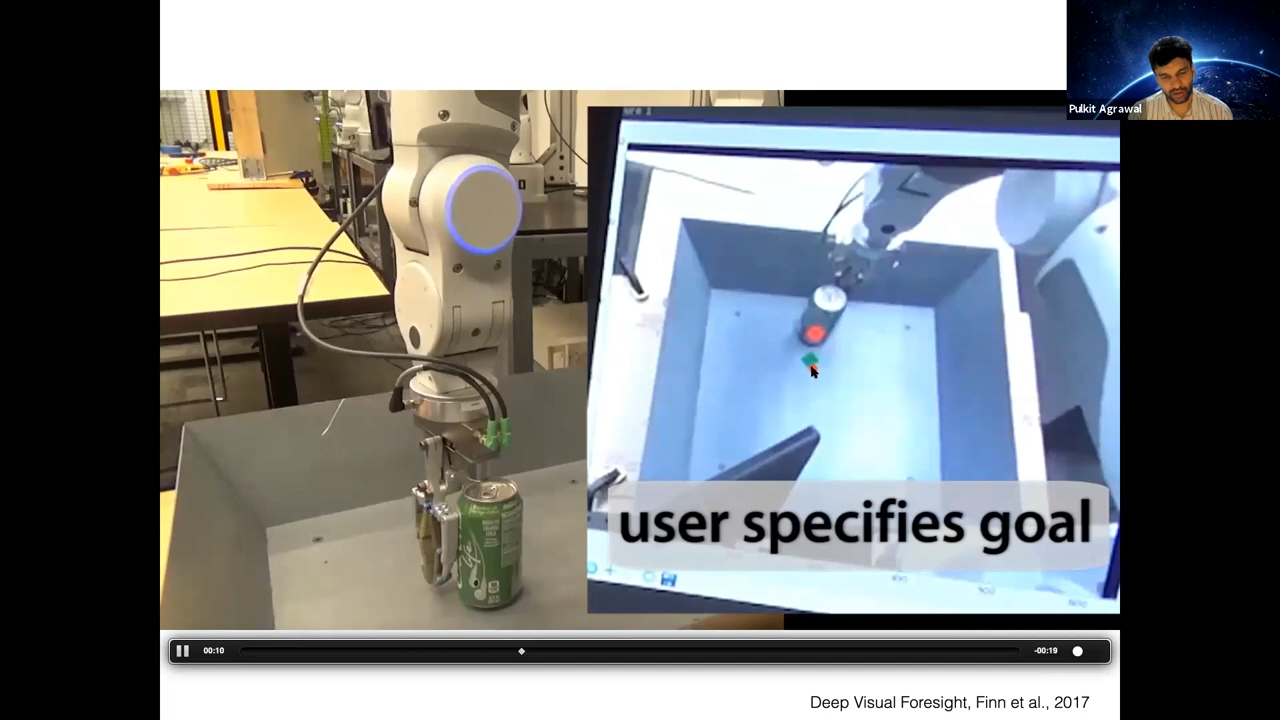 Pulkit Agrawal
user specifies goal
00:10
-00:19
Deep Visual Foresight, Finn et al., 2017